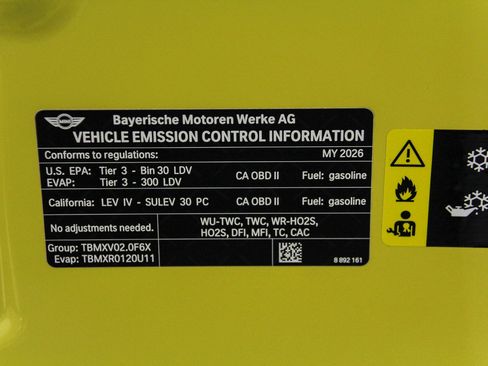 MINI
Bayerische Motoren Werke AG
VEHICLE EMISSION CONTROL INFORMATION
Conforms to regulations: MY 2026
U.S. EPA: Tier 3 - Bin 30 LDV CA OBD II Fuel: gasoline
EVAP: Tier 3 - 300 LDV
California: LEV IV - SULEV 30 PC CA OBD II Fuel: gasoline
No adjustments needed.
WU-TWC, TWC, WR-HO2S,
HO2S, DFI, MFI, TC, CAC
Group: TBMXV02.0F6X
Evap: TBMXR0120U11
8 892 161